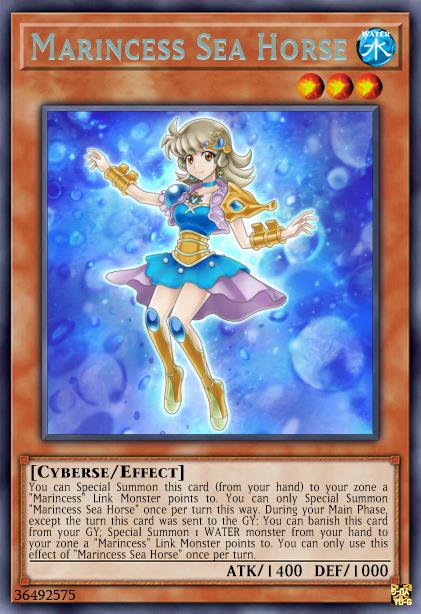 Marincess Sea Horse
WATER
水
[Cyberse/Effect]
You can Special Summon this card (from your hand) to your zone a
"Marincess" Link Monster points to. You can only Special Summon
"Marincess Sea Horse" once per turn this way. During your Main Phase,
except the turn this card was sent to the GY: You can banish this card
from your GY; Special Summon 1 WATER monster from your hand to
your zone a "Marincess" Link Monster points to. You can only use this
effect of "Marincess Sea Horse" once per turn.
ATK/1400 DEF/1000
36492575